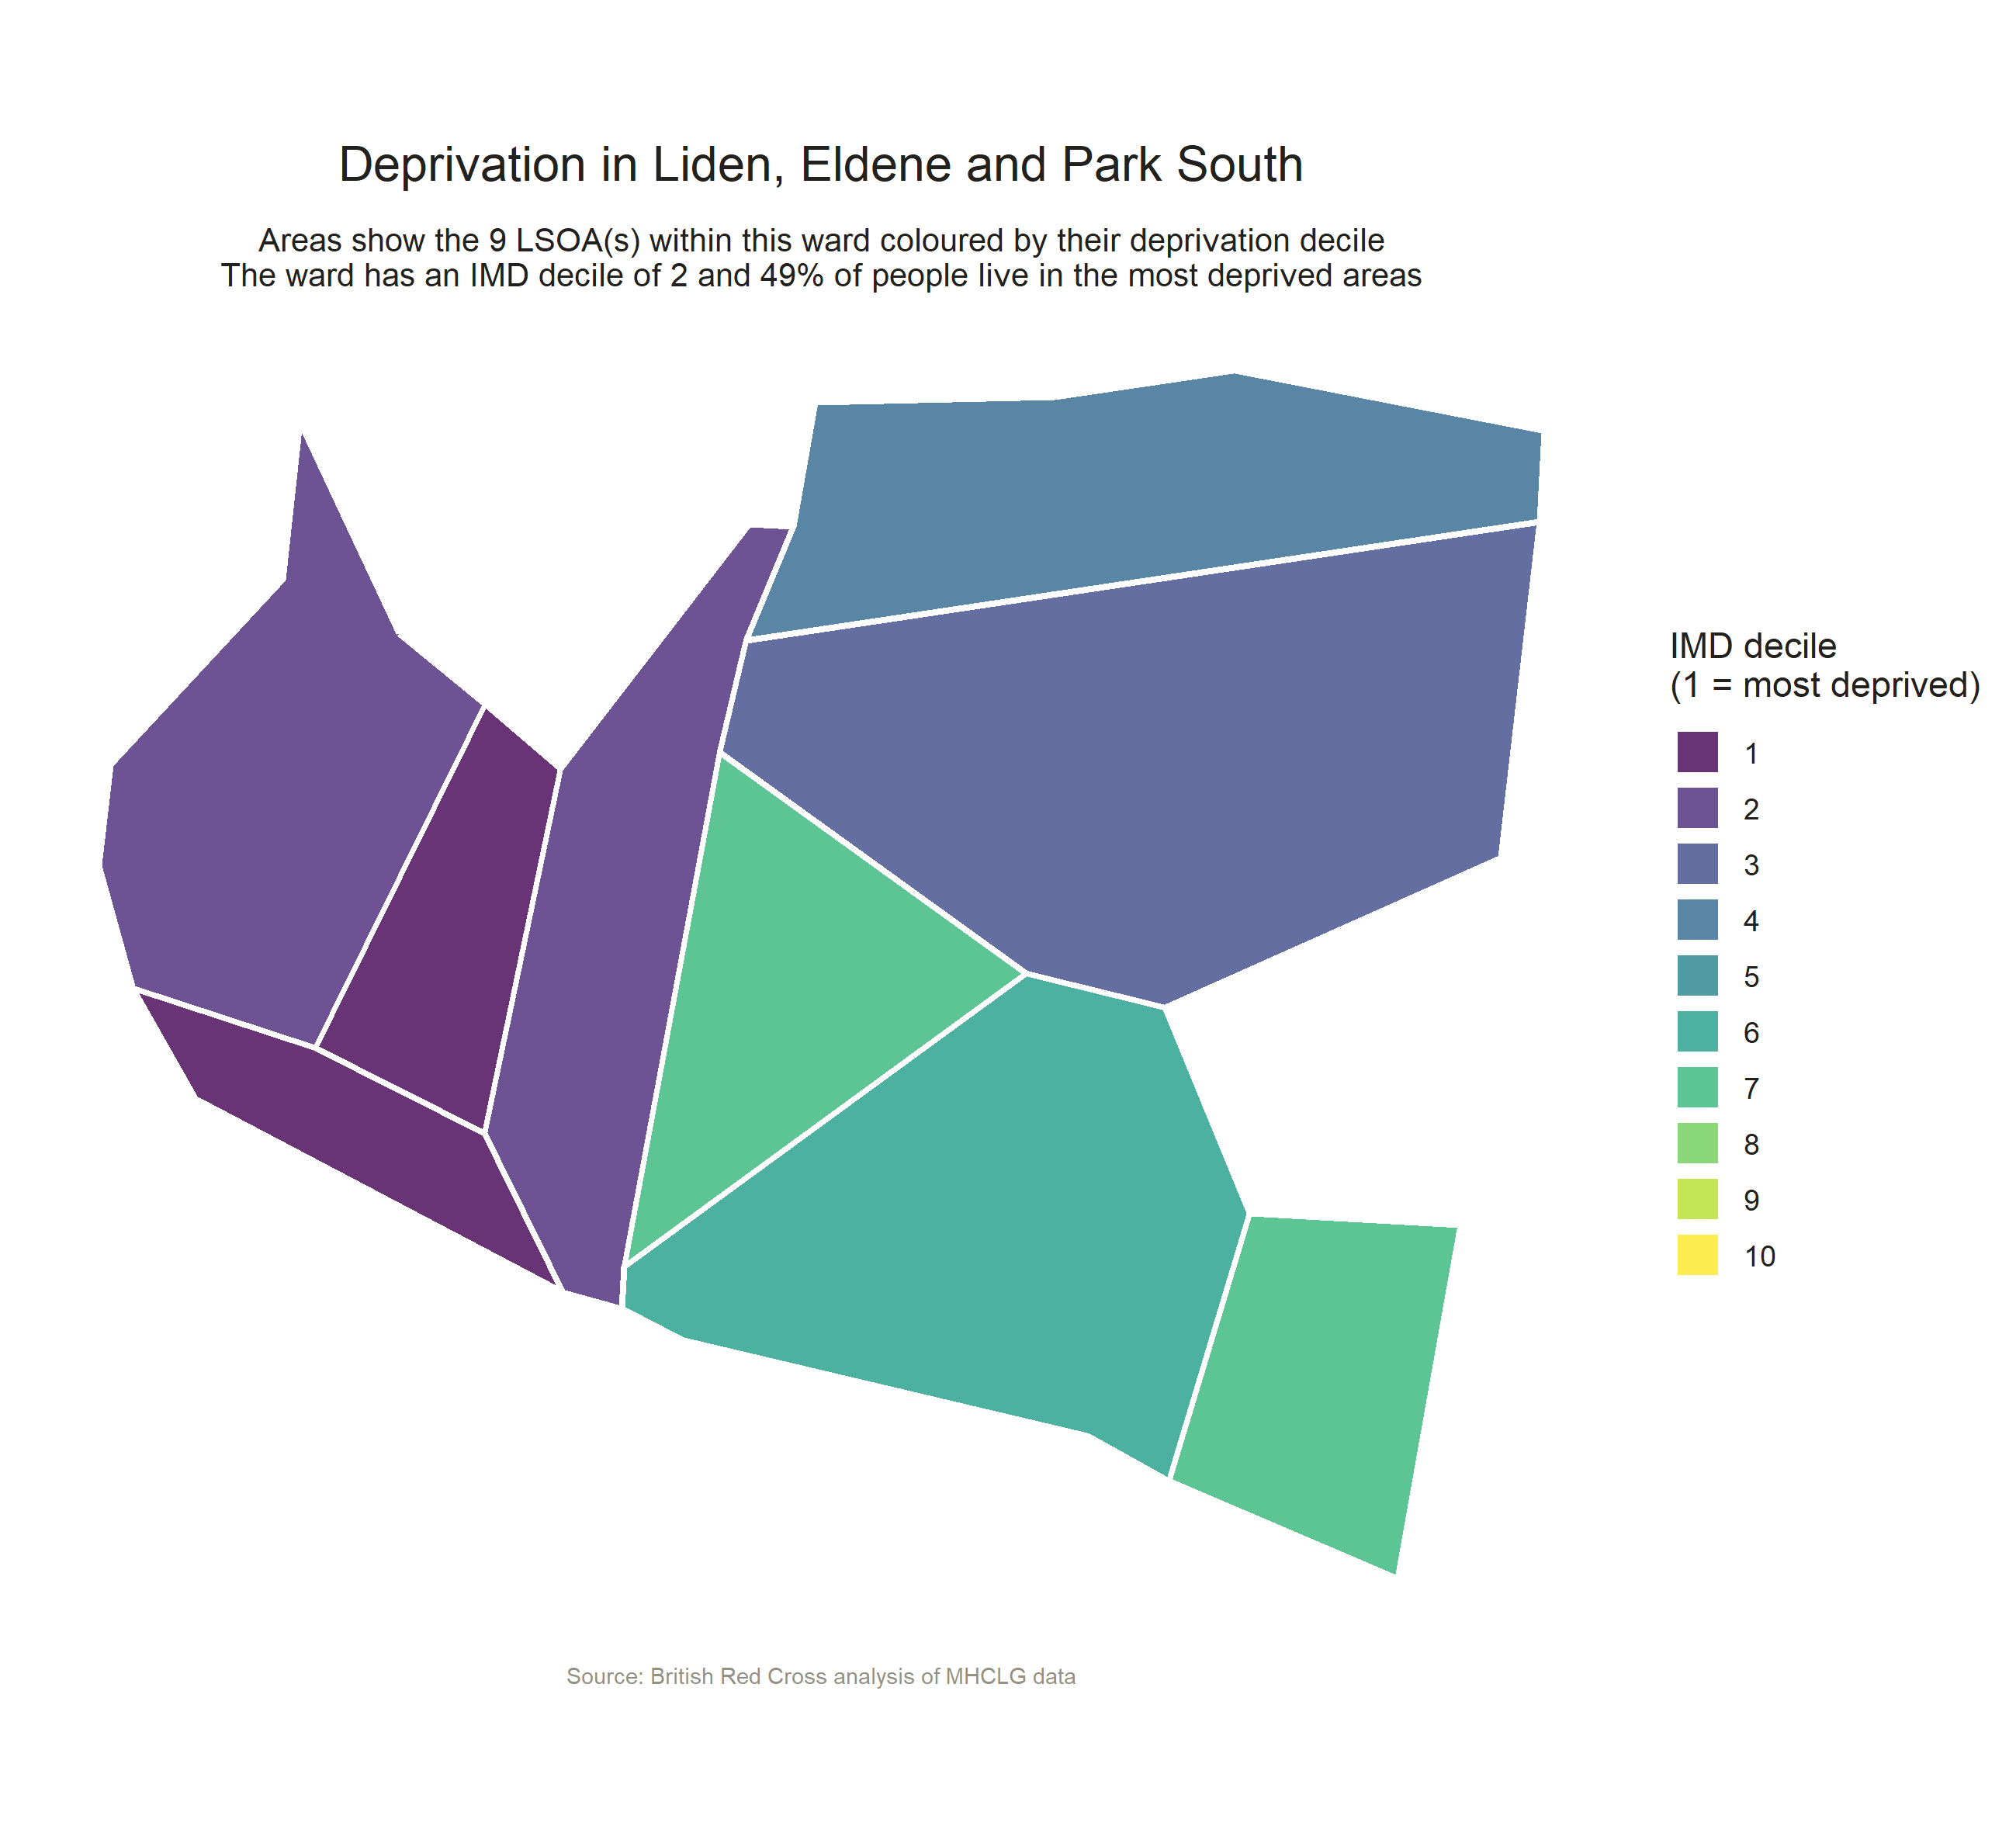 Deprivation in Liden, Eldene and Park South
Areas show the 9 LSOA(s) within this ward coloured by their deprivation decile
The ward has an IMD decile of 2 and 49% of people live in the most deprived areas
IMD decile
(1 = most deprived)
1
2
3
4
5
6
7
8
9
10
Source: British Red Cross analysis of MHCLG data